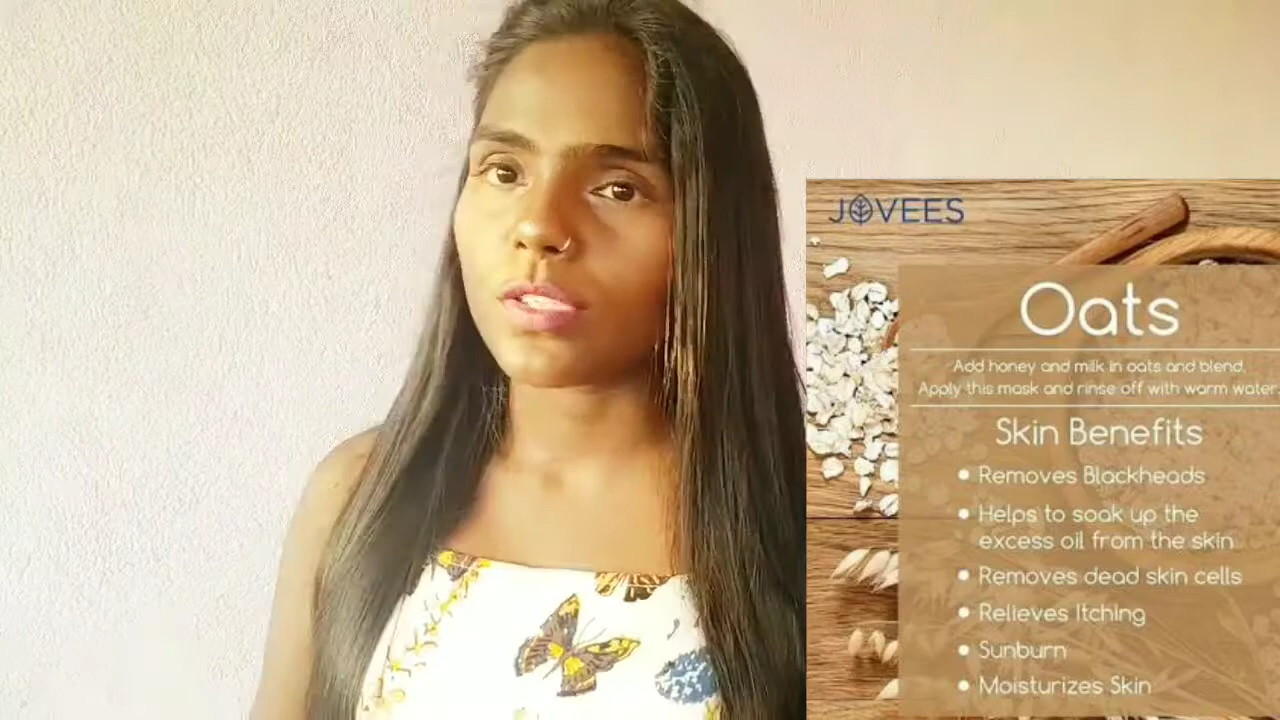 JOVEES
Oats
Add honey and milk in oats and blend.
Apply this mask and rinse off with warm water
Skin Benefits
• Removes Blackheads
• Helps to soak up the
excess oil from the skin
• Removes dead skin cells
• Relieves Itching
• Sunburn
• Moisturizes Skin